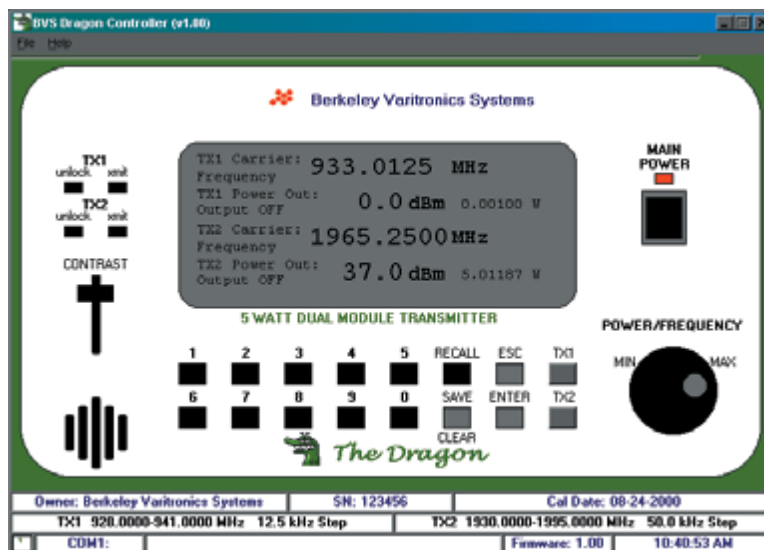 BVS Dragon Controller (v1.00)
File Help
Berkeley Varitronics Systems
TX1
unlock xmit
TX2
unlock xmit
CONTRAST
TX1 Carrier: 933.0125 MHz
Frequency
TX1 Power Out: 0.0 dBm 0.00100 W
Output OFF
TX2 Carrier: 1965.2500 MHz
Frequency
TX2 Power Out: 37.0 dBm 5.01187 W
Output OFF
MAIN
POWER
5 WATT DUAL MODULE TRANSMITTER
POWER/FREQUENCY
MIN MAX
1 2 3 4 5 RECALL ESC TX1
6 7 8 9 0 SAVE ENTER TX2
CLEAR
The Dragon
Owner: Berkeley Varitronics Systems SN: 123456 Cal Date: 08-24-2000
TX1 928.0000-941.0000 MHz 12.5 kHz Step TX2 1930.0000-1995.0000 MHz 50.0 kHz Step
COM1: Firmware: 1.00 10:40:53 AM